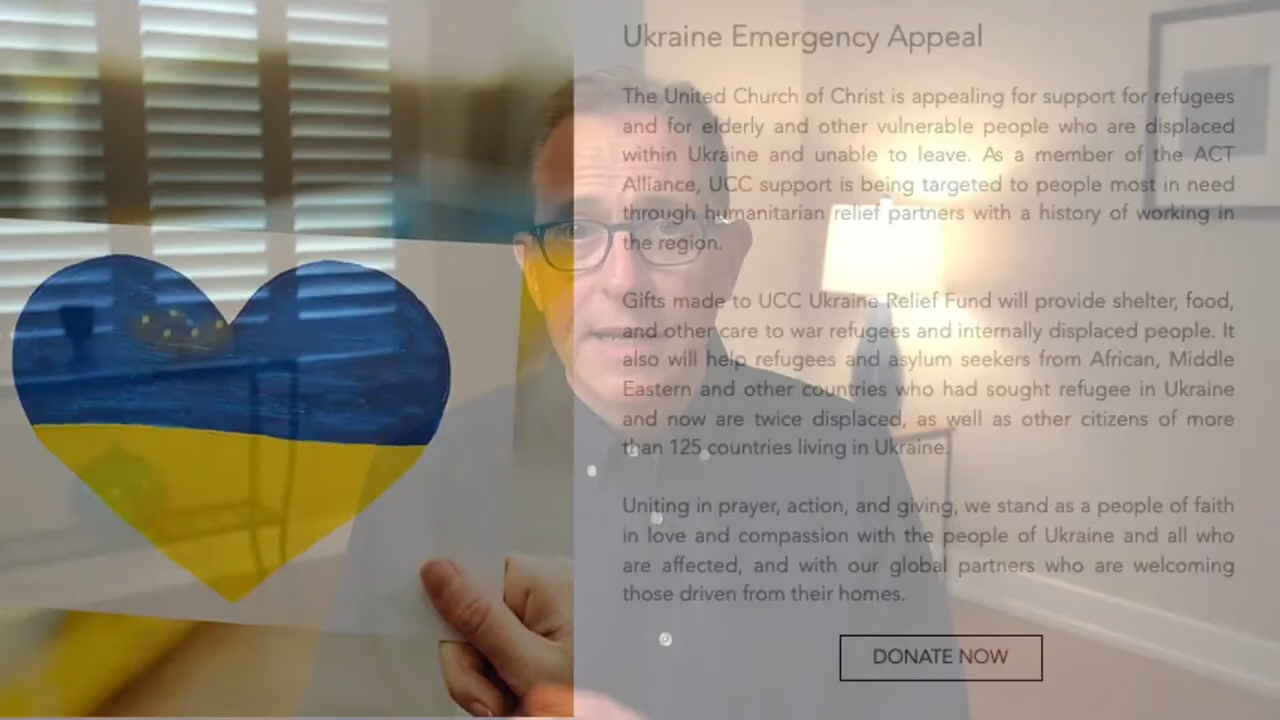 Ukraine Emergency Appeal
The United Church of Christ is appealing for support for refugees
and for elderly and other vulnerable people who are displaced
within Ukraine and unable to leave. As a member of the ACT
Alliance, UCC support is being targeted to people most in need
through humanitarian relief partners with a history of working in
the region.
Gifts made to UCC Ukraine Relief Fund will provide shelter, food,
and other care to war refugees and internally displaced people. It
also will help refugees and asylum seekers from African, Middle
Eastern and other countries who had sought refugee in Ukraine
and now are twice displaced, as well as other citizens of more
than 125 countries living in Ukraine.
Uniting in prayer, action, and giving, we stand as a people of faith
in love and compassion with the people of Ukraine and all who
are affected, and with our global partners who are welcoming
those driven from their homes.
DONATE NOW